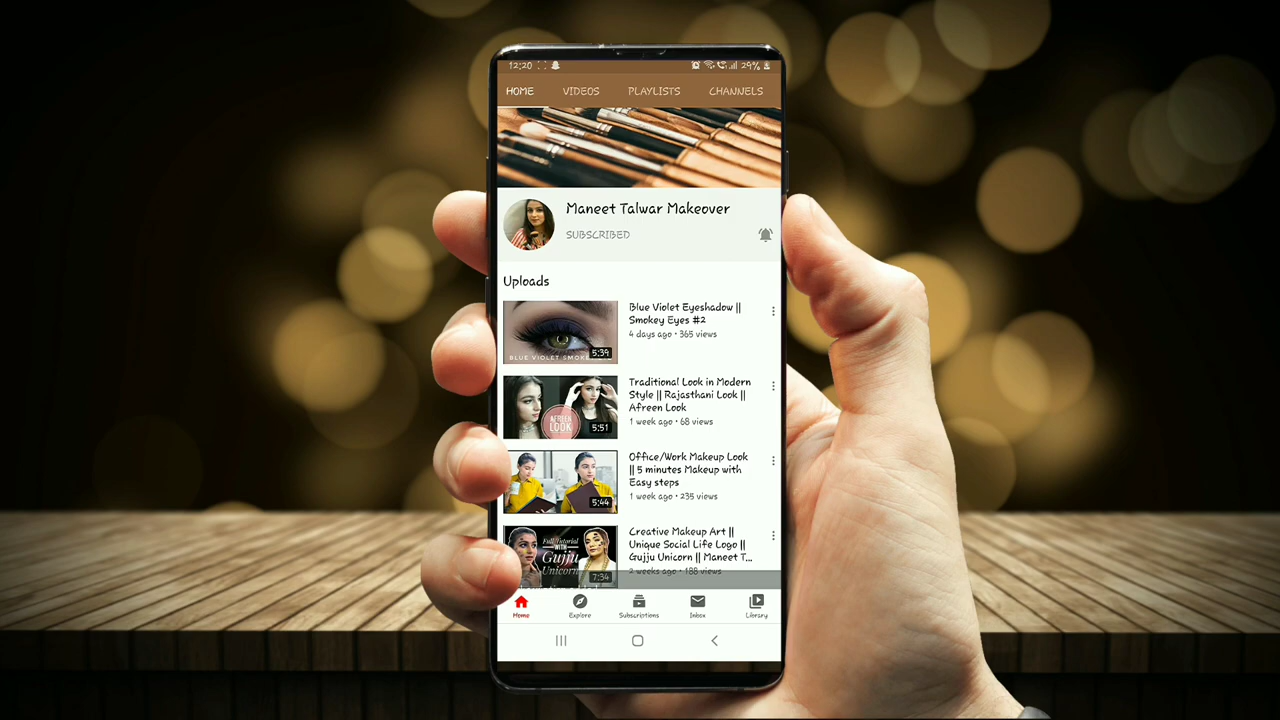 12:20
29%
HOME VIDEOS PLAYLISTS CHANNELS
Maneet Talwar Makeover
SUBSCRIBED
Uploads
Blue Violet Eyeshadow ||
Smokey Eyes #2
4 days ago • 365 views
BLUE VIOLET SMOKE
5:39
Traditional Look in Modern
Style || Rajasthani Look ||
Afreen Look
1 week ago • 68 views
AFREEN
LOOK
5:51
Office/Work Makeup Look
|| 5 minutes Makeup with
Easy steps
1 week ago • 235 views
5:44
Creative Makeup Art ||
Unique Social Life Logo ||
Gujju Unicorn || Maneet T...
2 weeks ago • 188 views
Full Tutorial
WITH
Gujju
Unicorn
7:34
Home Explore Subscriptions Inbox Library